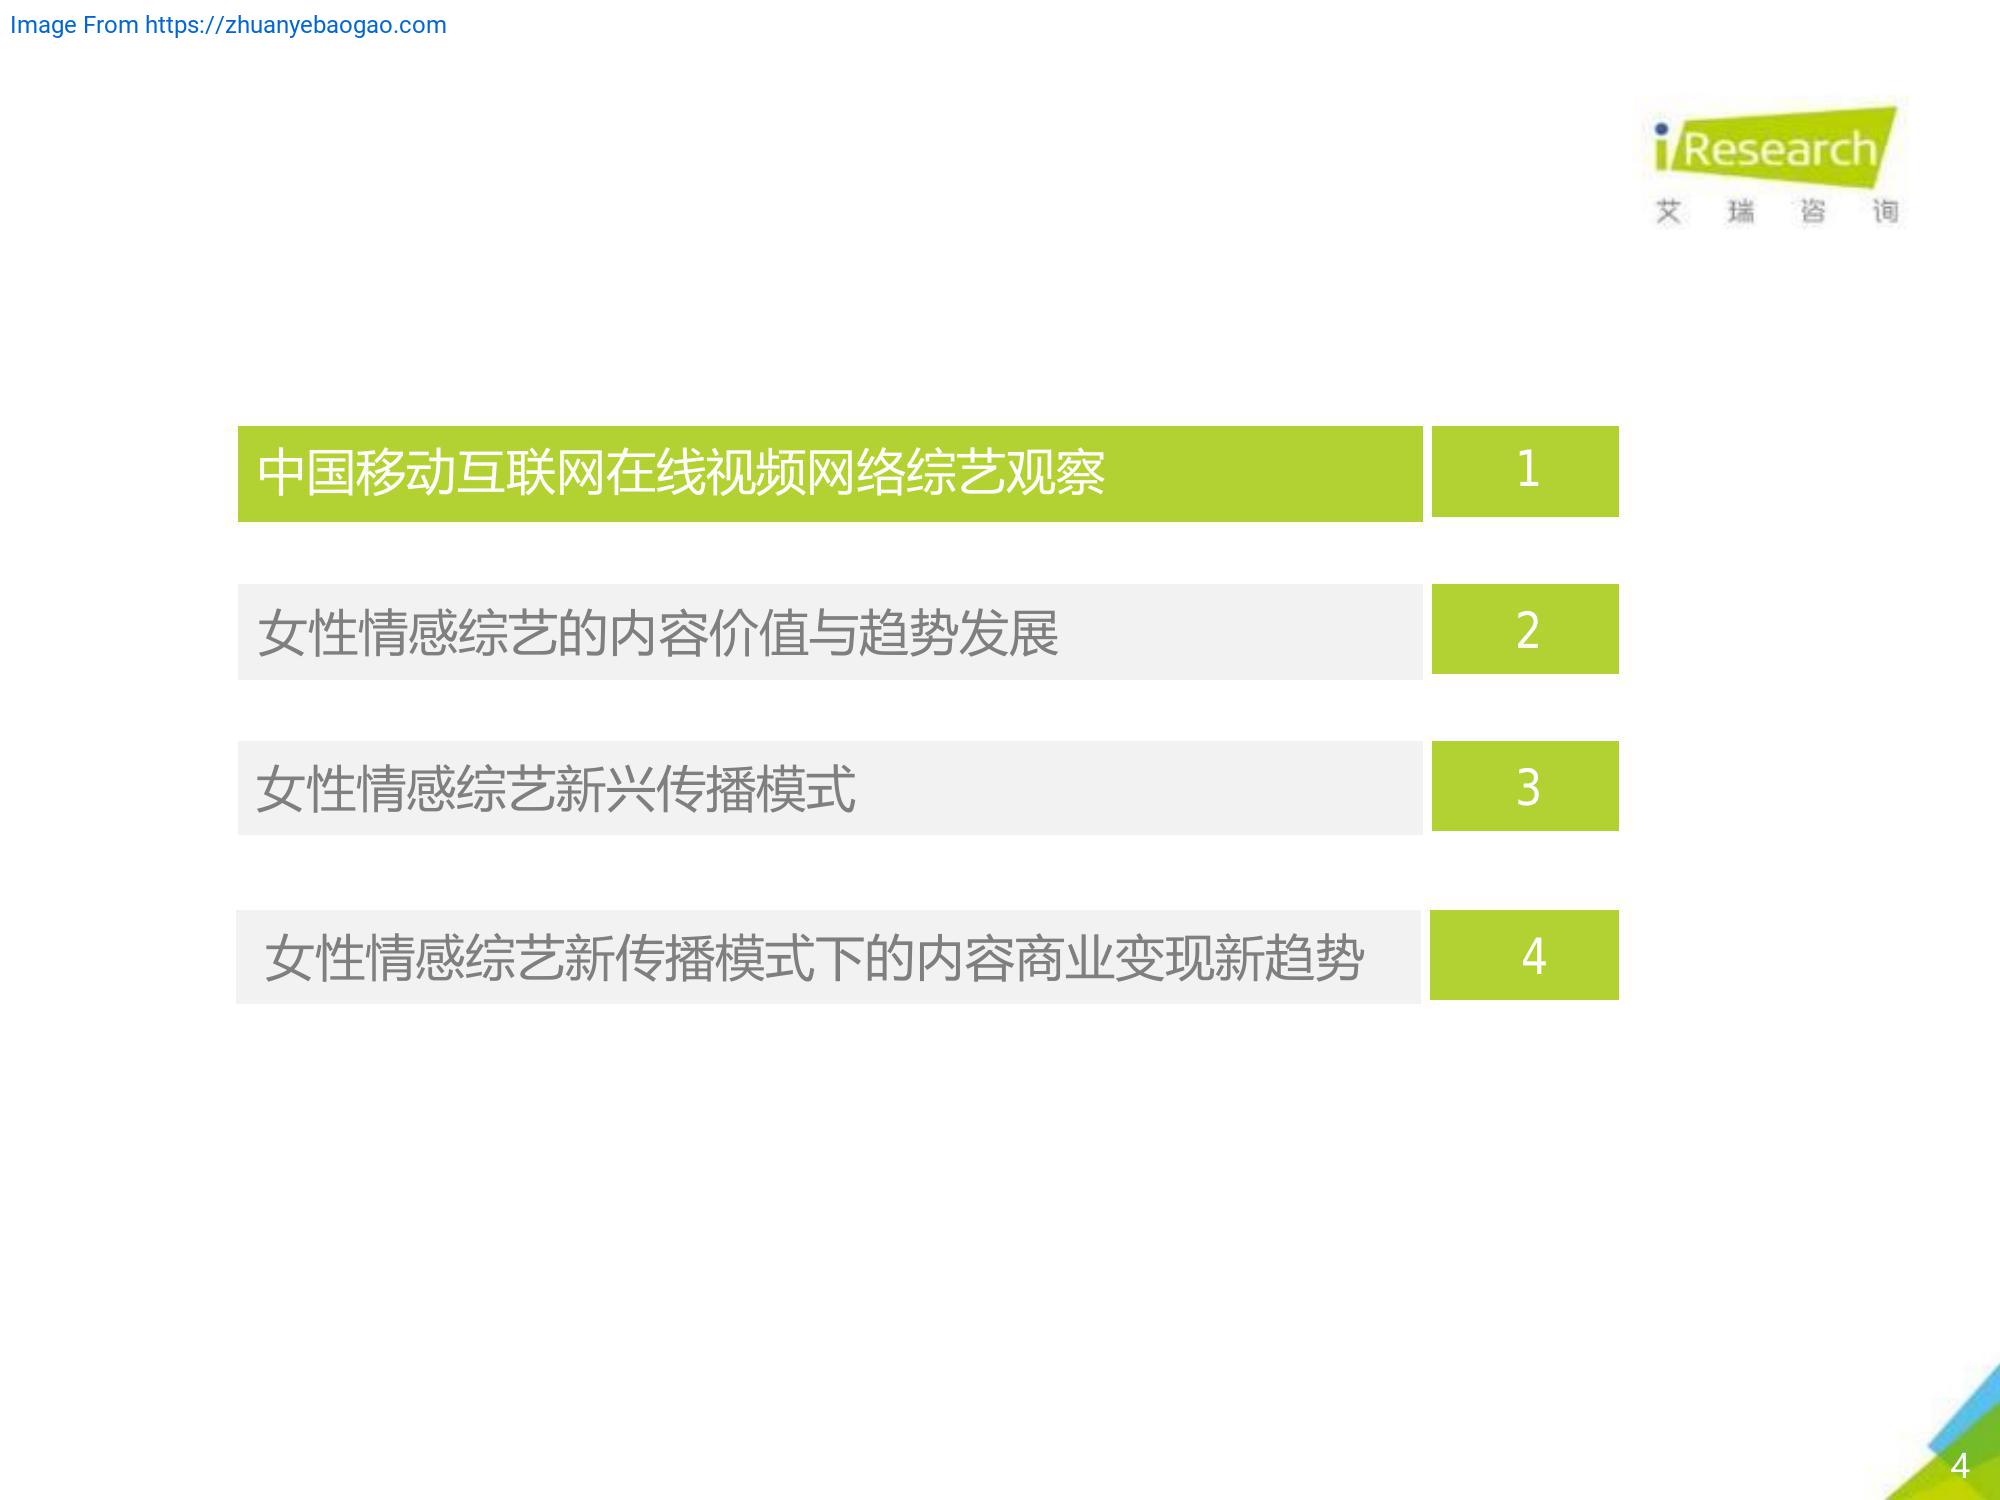 Image From https://zhuanyebaogao.com
iResearch
艾瑞咨询
中国移动互联网在线视频网络综艺观察 1
女性情感综艺的内容价值与趋势发展 2
女性情感综艺新兴传播模式 3
女性情感综艺新传播模式下的内容商业变现新趋势 4
4